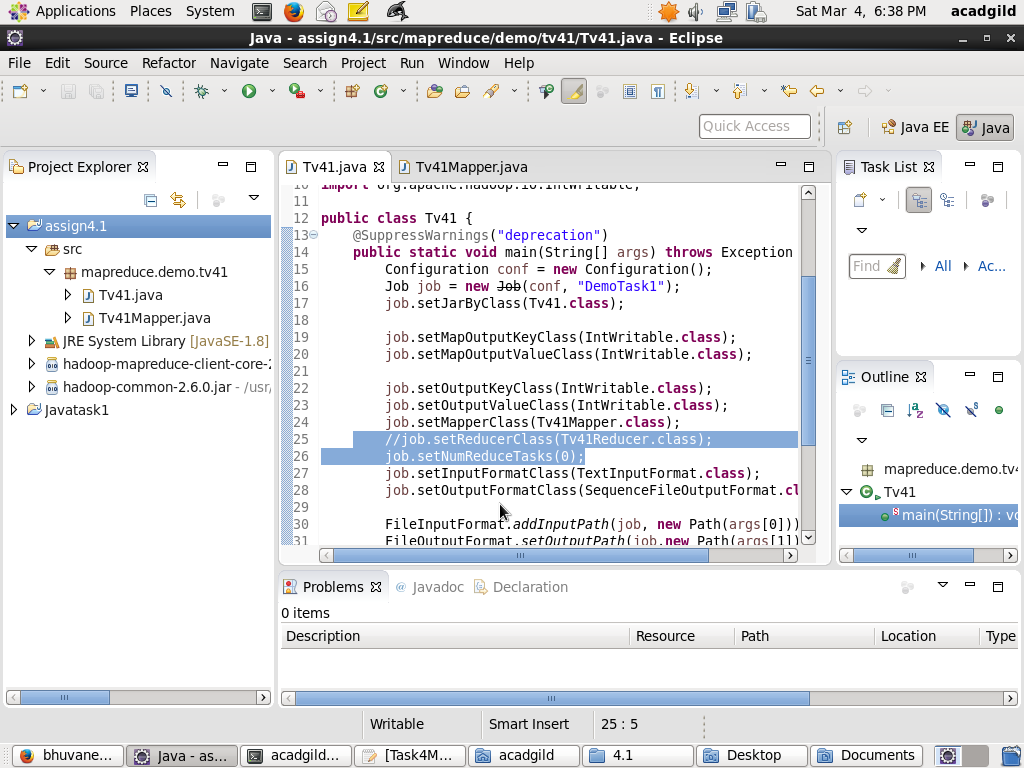 Applications Places System Sat Mar 4, 6:38 PM acadgild
Java - assign4.1/src/mapreduce/demo/tv41/Tv41.java - Eclipse
File Edit Source Refactor Navigate Search Project Run Window Help
Quick Access Java EE Java
Project Explorer
assign4.1
src
mapreduce.demo.tv41
Tv41.java
Tv41Mapper.java
JRE System Library [JavaSE-1.8]
hadoop-mapreduce-client-core-2
hadoop-common-2.6.0.jar - /usr/
Javatask1
Tv41.java Tv41Mapper.java
10 import org.apache.hadoop.io.IntWritable;
11
12 public class Tv41 {
13 @SuppressWarnings("deprecation")
14 public static void main(String[] args) throws Exception
15 Configuration conf = new Configuration();
16 Job job = new Job(conf, "DemoTask1");
17 job.setJarByClass(Tv41.class);
18
19 job.setMapOutputKeyClass(IntWritable.class);
20 job.setMapOutputValueClass(IntWritable.class);
21
22 job.setOutputKeyClass(IntWritable.class);
23 job.setOutputValueClass(IntWritable.class);
24 job.setMapperClass(Tv41Mapper.class);
25 //job.setReducerClass(Tv41Reducer.class);
26 job.setNumReduceTasks(0);
27 job.setInputFormatClass(TextInputFormat.class);
28 job.setOutputFormatClass(SequenceFileOutputFormat.cl
29
30 FileInputFormat.addInputPath(job, new Path(args[0]))
31 FileOutputFormat.setOutputPath(job,new Path(args[1])
Task List
Find All Ac...
Outline
mapreduce.demo.tv4
Tv41
main(String[]) : vo
Problems Javadoc Declaration
0 items
Description Resource Path Location Type
Writable Smart Insert 25 : 5
bhuvane... Java - as... acadgild... [Task4M... acadgild 4.1 Desktop Documents